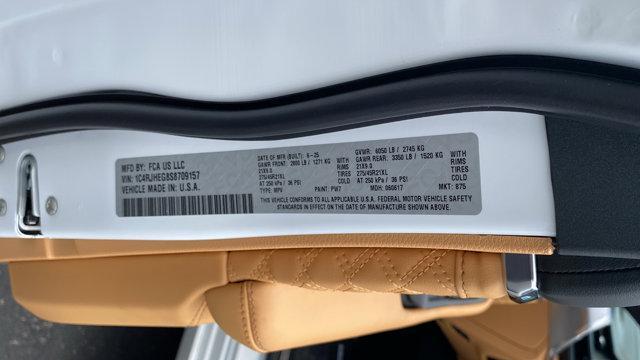 MFD BY: FCA US LLC
VIN: 1C4RJHEG8S8709157
VEHICLE MADE IN: U.S.A.
DATE OF MFR (BUILT) 6-25
GAWR FRONT: 2800 LB / 1271 KG
21X9.0 RIMS
275/45R21XL TIRES
AT 250 kPa / 36 PSI COLD
TYPE: MPV
PAINT: PW7
GVWR: 6050 LB / 2745 KG
GAWR REAR: 3350 LB / 1520 KG WITH
21X9.0 RIMS
275/45R21XL TIRES
AT 250 kPa / 36 PSI COLD
MDH: 060617
MKT: 875
THIS VEHICLE CONFORMS TO ALL APPLICABLE U.S.A. FEDERAL MOTOR VEHICLE SAFETY
STANDARDS IN EFFECT ON THE DATE OF MANUFACTURE SHOWN ABOVE.